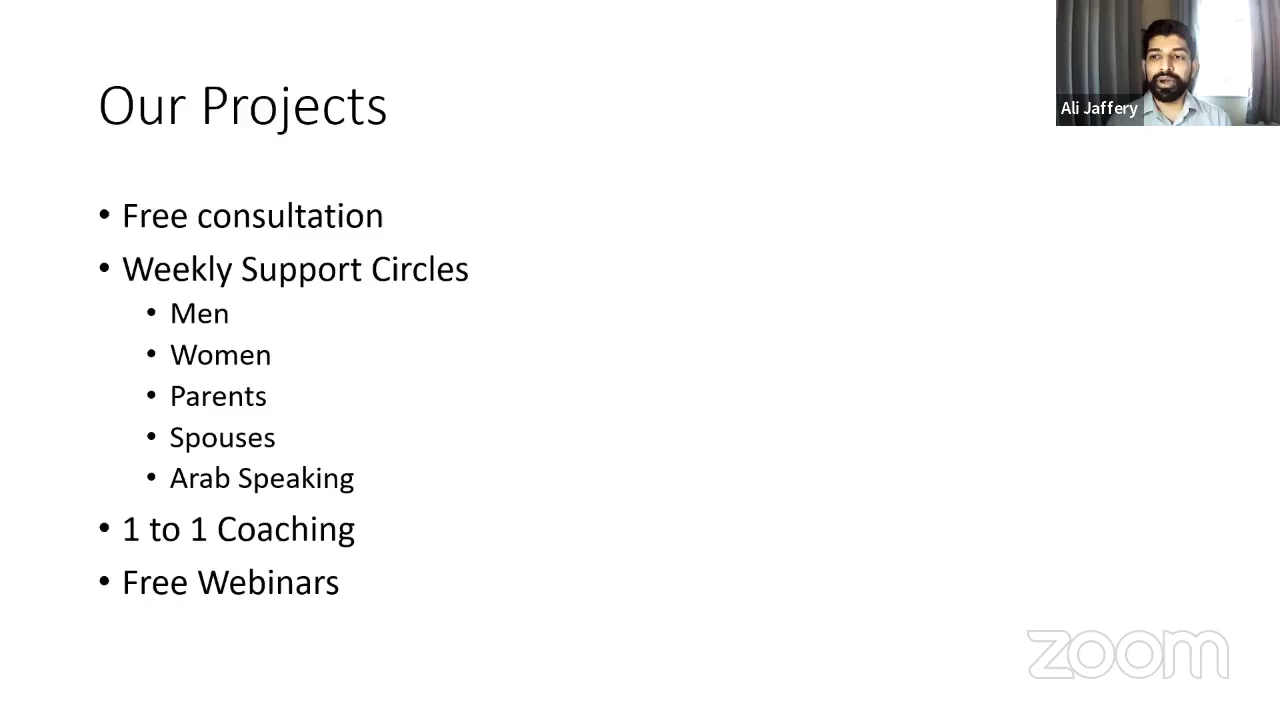 Our Projects
• Free consultation
• Weekly Support Circles
• Men
• Women
• Parents
• Spouses
• Arab Speaking
• 1 to 1 Coaching
• Free Webinars
Ali Jaffery
zoom